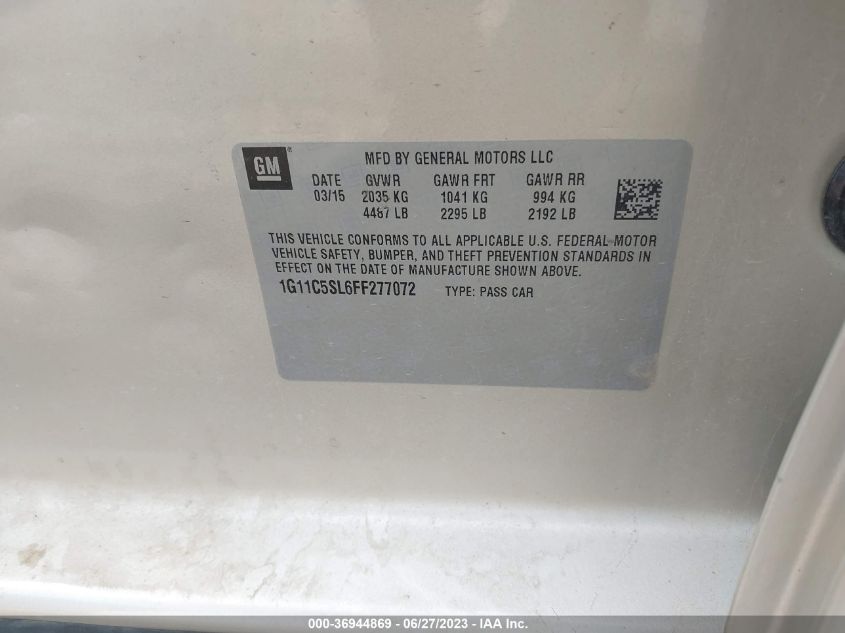 GM
MFD BY GENERAL MOTORS LLC
DATE GVWR GAWR FRT GAWR RR
03/15 2035 KG 1041 KG 994 KG
4487 LB 2295 LB 2192 LB
THIS VEHICLE CONFORMS TO ALL APPLICABLE U.S. FEDERAL MOTOR
VEHICLE SAFETY, BUMPER, AND THEFT PREVENTION STANDARDS IN
EFFECT ON THE DATE OF MANUFACTURE SHOWN ABOVE.
1G11C5SL6FF277072 TYPE: PASS CAR
000-36944869 - 06/27/2023 - IAA Inc.